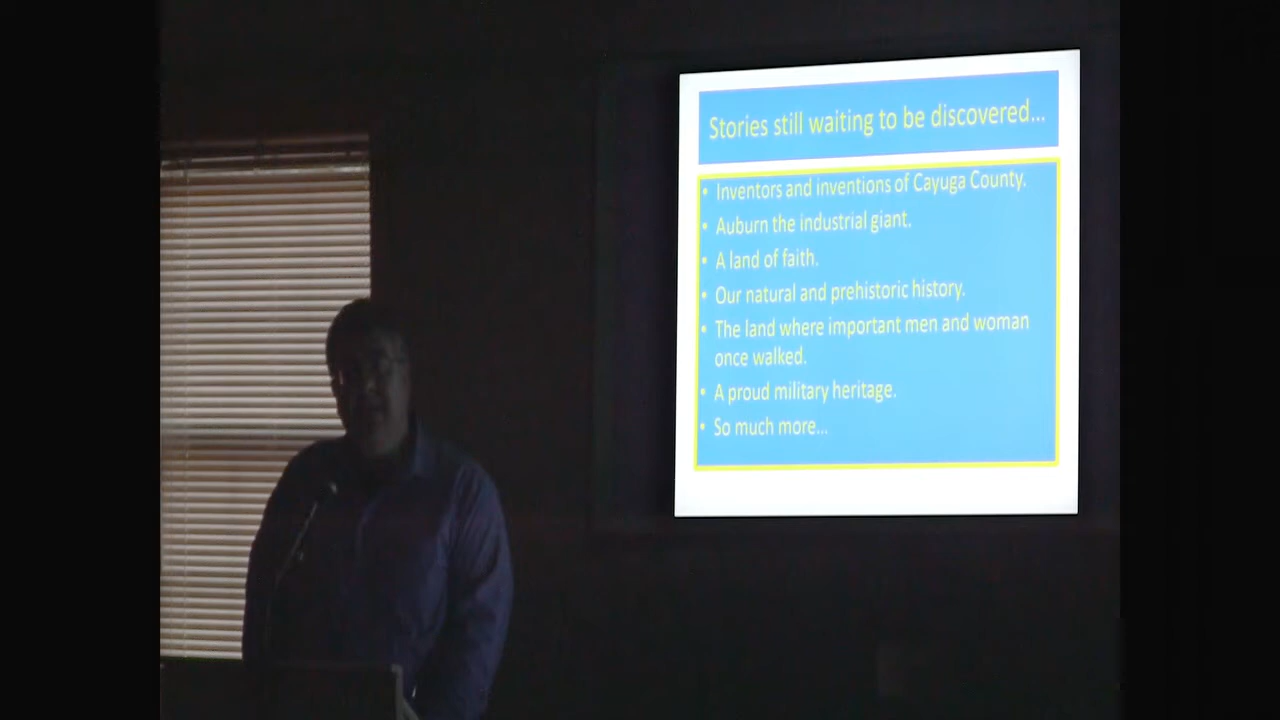 Stories still waiting to be discovered...
• Inventors and inventions of Cayuga County.
• Auburn the industrial giant.
• A land of faith.
• Our natural and prehistoric history.
• The land where important men and woman
once walked.
• A proud military heritage.
• So much more...